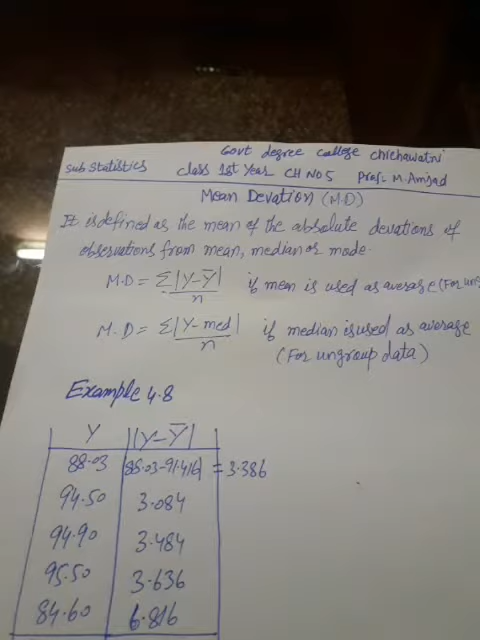 Govt degree college chichawatni
Sub Statistics class 1st Year CH NO 5 Prof. M. Amjad
Mean Devation (M.D)
It is defined as the mean of the absolute devations of
observations from mean, median or mode.
M.D = Σ|Y-Ȳ| / n if mean is used as average (For un
M.D = Σ|Y-med| / n if median is used as average
(For ungroup data)
Example 4.8
Y |Y-Ȳ|
88.03 |88.03-91.416| = 3.386
94.50 3.084
94.90 3.484
95.50 3.636
84.60 6.816